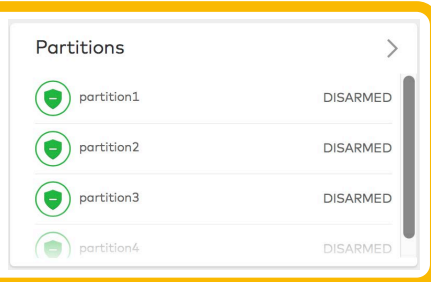 Partitions
partition1 DISARMED
partition2 DISARMED
partition3 DISARMED
partition4 DISARMED